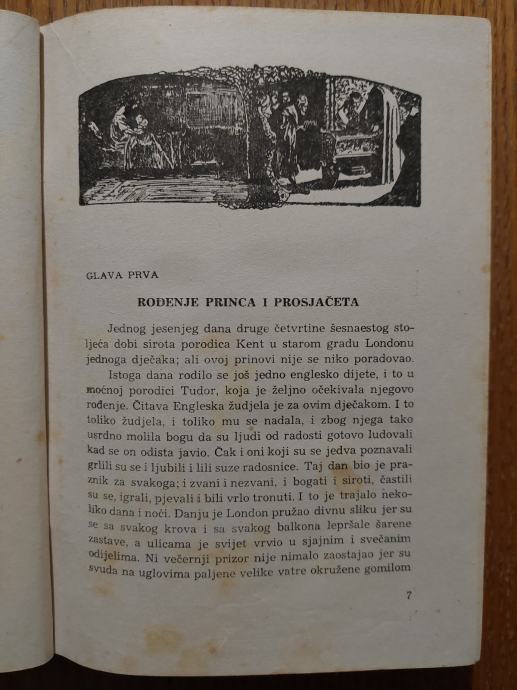 GLAVA PRVA
ROĐENJE PRINCA I PROSJAČETA
Jednog jesenjeg dana druge četvrtine šesnaestog sto-
ljeća dobi sirota porodica Kent u starom gradu Londonu
jednoga dječaka; ali ovoj prinovi nije se niko poradovao.
Istoga dana rodilo se još jedno englesko dijete, i to u
moćnoj porodici Tudor, koja je željno očekivala njegovo
rođenje. Čitava Engleska žudjela je za ovim dječakom. I to
toliko žudjela, i toliko mu se nadala, i zbog njega tako
usrdno molila bogu da su ljudi od radosti gotovo ludovali
kad se on odista javio. Čak i oni koji su se jedva poznavali
grlili su se i ljubili i lili suze radosnice. Taj dan bio je pra-
znik za svakoga; i zvani i nezvani, i bogati i siroti, častili
su se, igrali, pjevali i bili vrlo tronuti. I to je trajalo neko-
liko dana i noći. Danju je London pružao divnu sliku jer su
se sa svakog krova i sa svakog balkona lepršale šarene
zastave, a ulicama je svijet vrvio u sjajnim i svečanim
odijelima. Ni večernji prizor nije nimalo zaostajao jer su
svuda na uglovima paljene velike vatre okružene gomilom
7